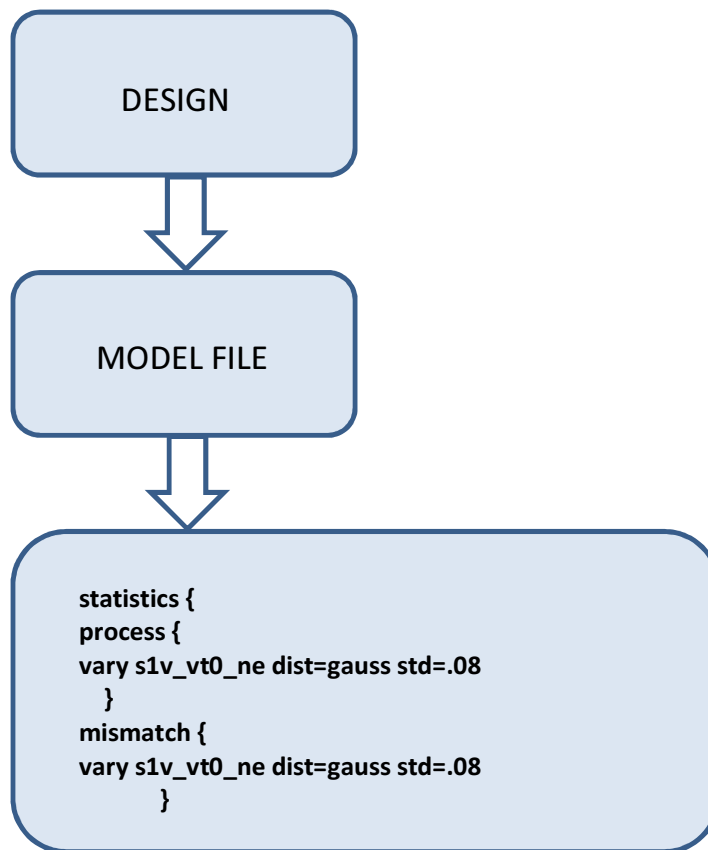 DESIGN
MODEL FILE
statistics {
process {
vary s1v_vt0_ne dist=gauss std=.08
}
mismatch {
vary s1v_vt0_ne dist=gauss std=.08
}